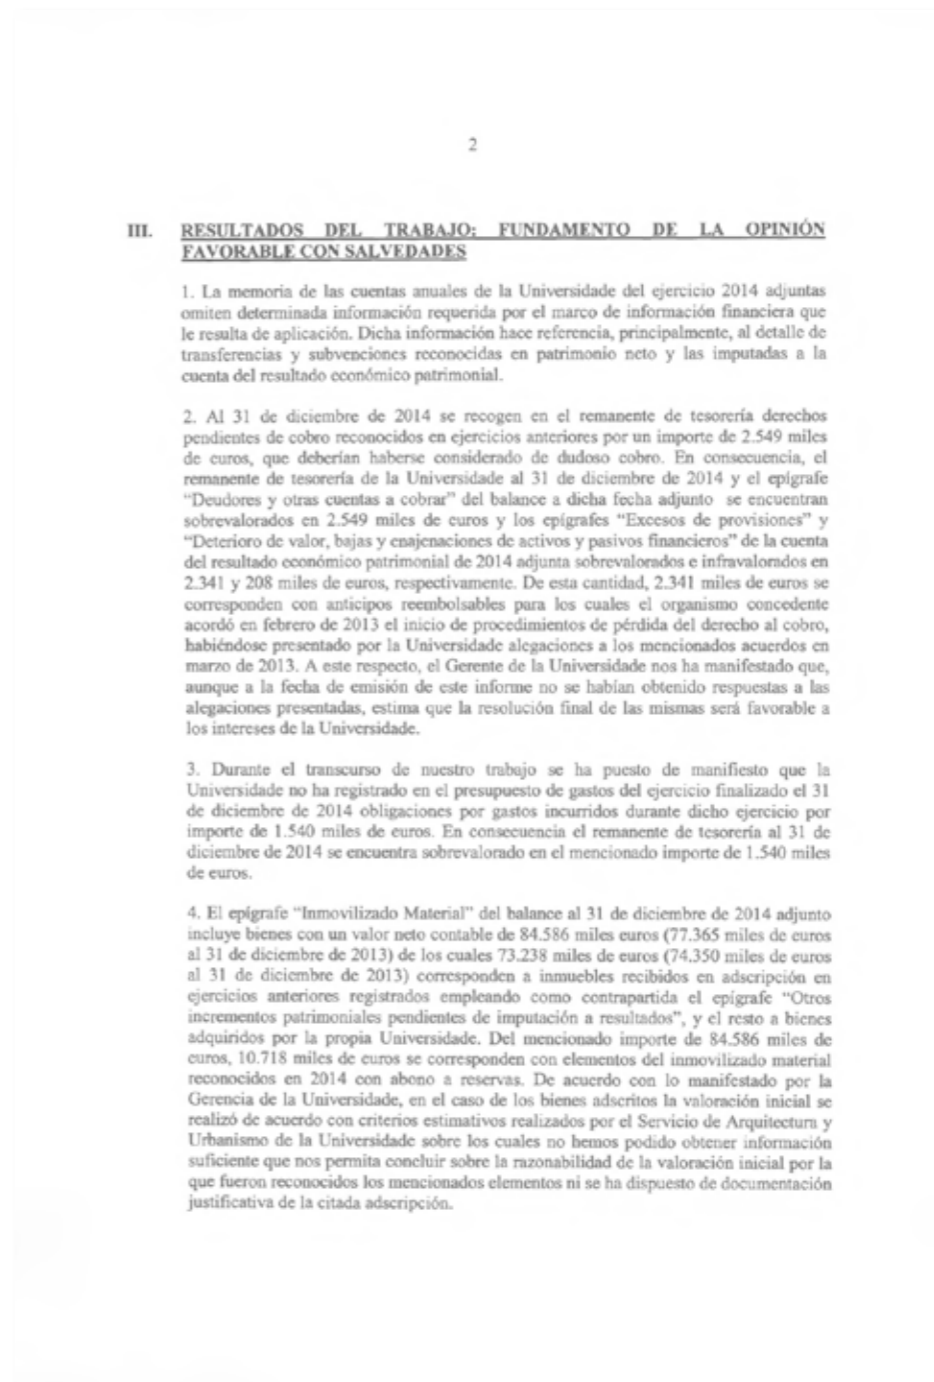 2
III. RESULTADOS DEL TRABAJO: FUNDAMENTO DE LA OPINIÓN
FAVORABLE CON SALVEDADES
1. La memoria de las cuentas anuales de la Universidade del ejercicio 2014 adjuntas
omiten determinada información requerida por el marco de información financiera que
le resulta de aplicación. Dicha información hace referencia, principalmente, al detalle de
transferencias y subvenciones reconocidas en patrimonio neto y las imputadas a la
cuenta del resultado económico patrimonial.
2. Al 31 de diciembre de 2014 se recogen en el remanente de tesorería derechos
pendientes de cobro reconocidos en ejercicios anteriores por un importe de 2.549 miles
de euros, que deberían haberse considerado de dudoso cobro. En consecuencia, el
remanente de tesorería de la Universidade al 31 de diciembre de 2014 y el epígrafe
“Deudores y otras cuentas a cobrar” del balance a dicha fecha adjunto se encuentran
sobrevalorados en 2.549 miles de euros y los epígrafes “Excesos de provisiones” y
“Deterioro de valor, bajas y enajenaciones de activos y pasivos financieros” de la cuenta
del resultado económico patrimonial de 2014 adjunta sobrevalorados e infravalorados en
2.341 y 208 miles de euros, respectivamente. De esta cantidad, 2.341 miles de euros se
corresponden con anticipos reembolsables para los cuales el organismo concedente
acordó en febrero de 2013 el inicio de procedimientos de pérdida del derecho al cobro,
habiéndose presentado por la Universidade alegaciones a los mencionados acuerdos en
marzo de 2013. A este respecto, el Gerente de la Universidade nos ha manifestado que,
aunque a la fecha de emisión de este informe no se habían obtenido respuestas a las
alegaciones presentadas, estima que la resolución final de las mismas será favorable a
los intereses de la Universidade.
3. Durante el transcurso de nuestro trabajo se ha puesto de manifiesto que la
Universidade no ha registrado en el presupuesto de gastos del ejercicio finalizado el 31
de diciembre de 2014 obligaciones por gastos incurridos durante dicho ejercicio por
importe de 1.540 miles de euros. En consecuencia el remanente de tesorería al 31 de
diciembre de 2014 se encuentra sobrevalorado en el mencionado importe de 1.540 miles
de euros.
4. El epígrafe “Inmovilizado Material” del balance al 31 de diciembre de 2014 adjunto
incluye bienes con un valor neto contable de 84.586 miles euros (77.365 miles de euros
al 31 de diciembre de 2013) de los cuales 73.238 miles de euros (74.350 miles de euros
al 31 de diciembre de 2013) corresponden a inmuebles recibidos en adscripción en
ejercicios anteriores registrados empleando como contrapartida el epígrafe “Otros
incrementos patrimoniales pendientes de imputación a resultados”, y el resto a bienes
adquiridos por la propia Universidade. Del mencionado importe de 84.586 miles de
euros, 10.718 miles de euros se corresponden con elementos del inmovilizado material
reconocidos en 2014 con abono a reservas. De acuerdo con lo manifestado por la
Gerencia de la Universidade, en el caso de los bienes adscritos la valoración inicial se
realizó de acuerdo con criterios estimativos realizados por el Servicio de Arquitectura y
Urbanismo de la Universidade sobre los cuales no hemos podido obtener información
suficiente que nos permita concluir sobre la razonabilidad de la valoración inicial por la
que fueron reconocidos los mencionados elementos ni se ha dispuesto de documentación
justificativa de la citada adscripción.